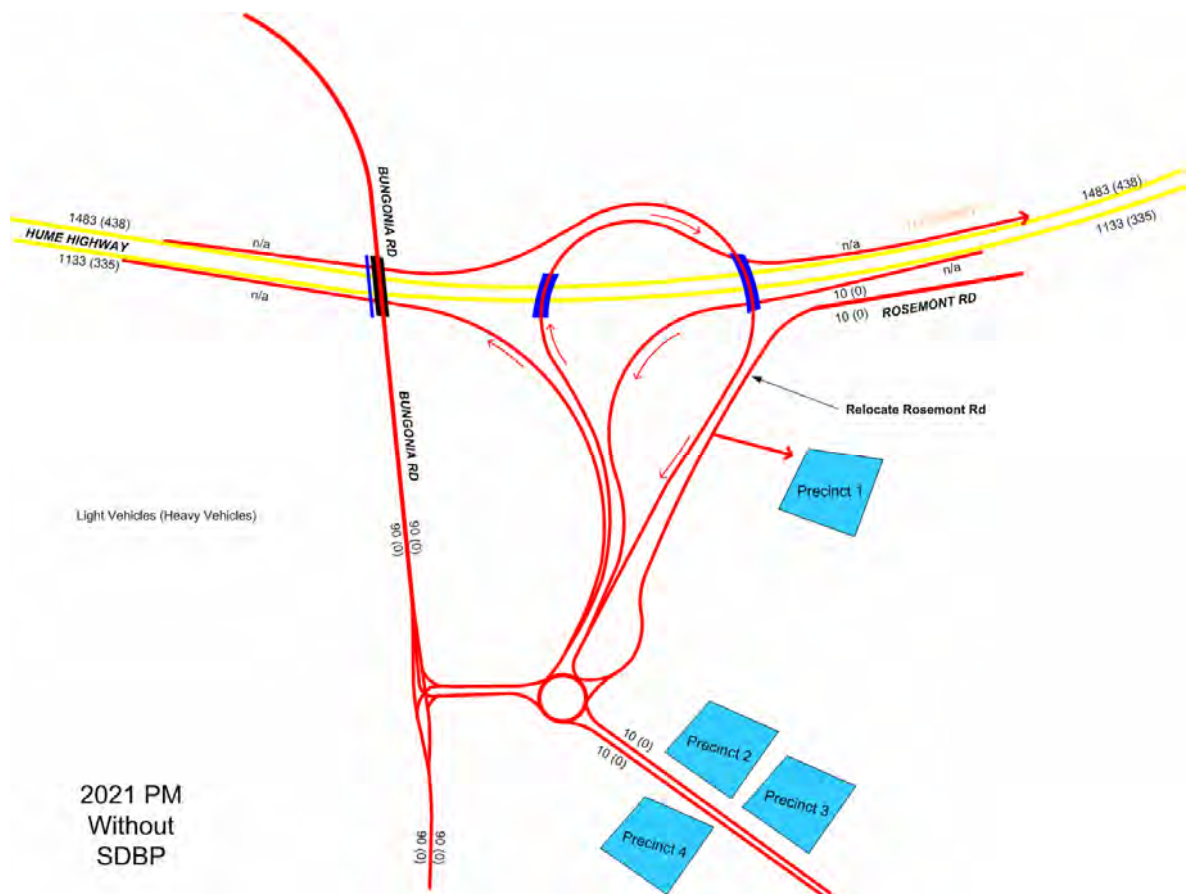 BUNGONIA RD
1483 (438)
HUME HIGHWAY
1133 (335)
n/a
n/a
1483 (438)
1133 (335)
n/a
n/a
10 (0)
10 (0)
ROSEMONT RD
Relocate Rosemont Rd
BUNGONIA RD
Precinct 1
Light Vehicles (Heavy Vehicles)
90 (0)
90 (0)
10 (0)
10 (0)
Precinct 2
Precinct 3
Precinct 4
2021 PM
Without
SDBP
90 (0)
90 (0)